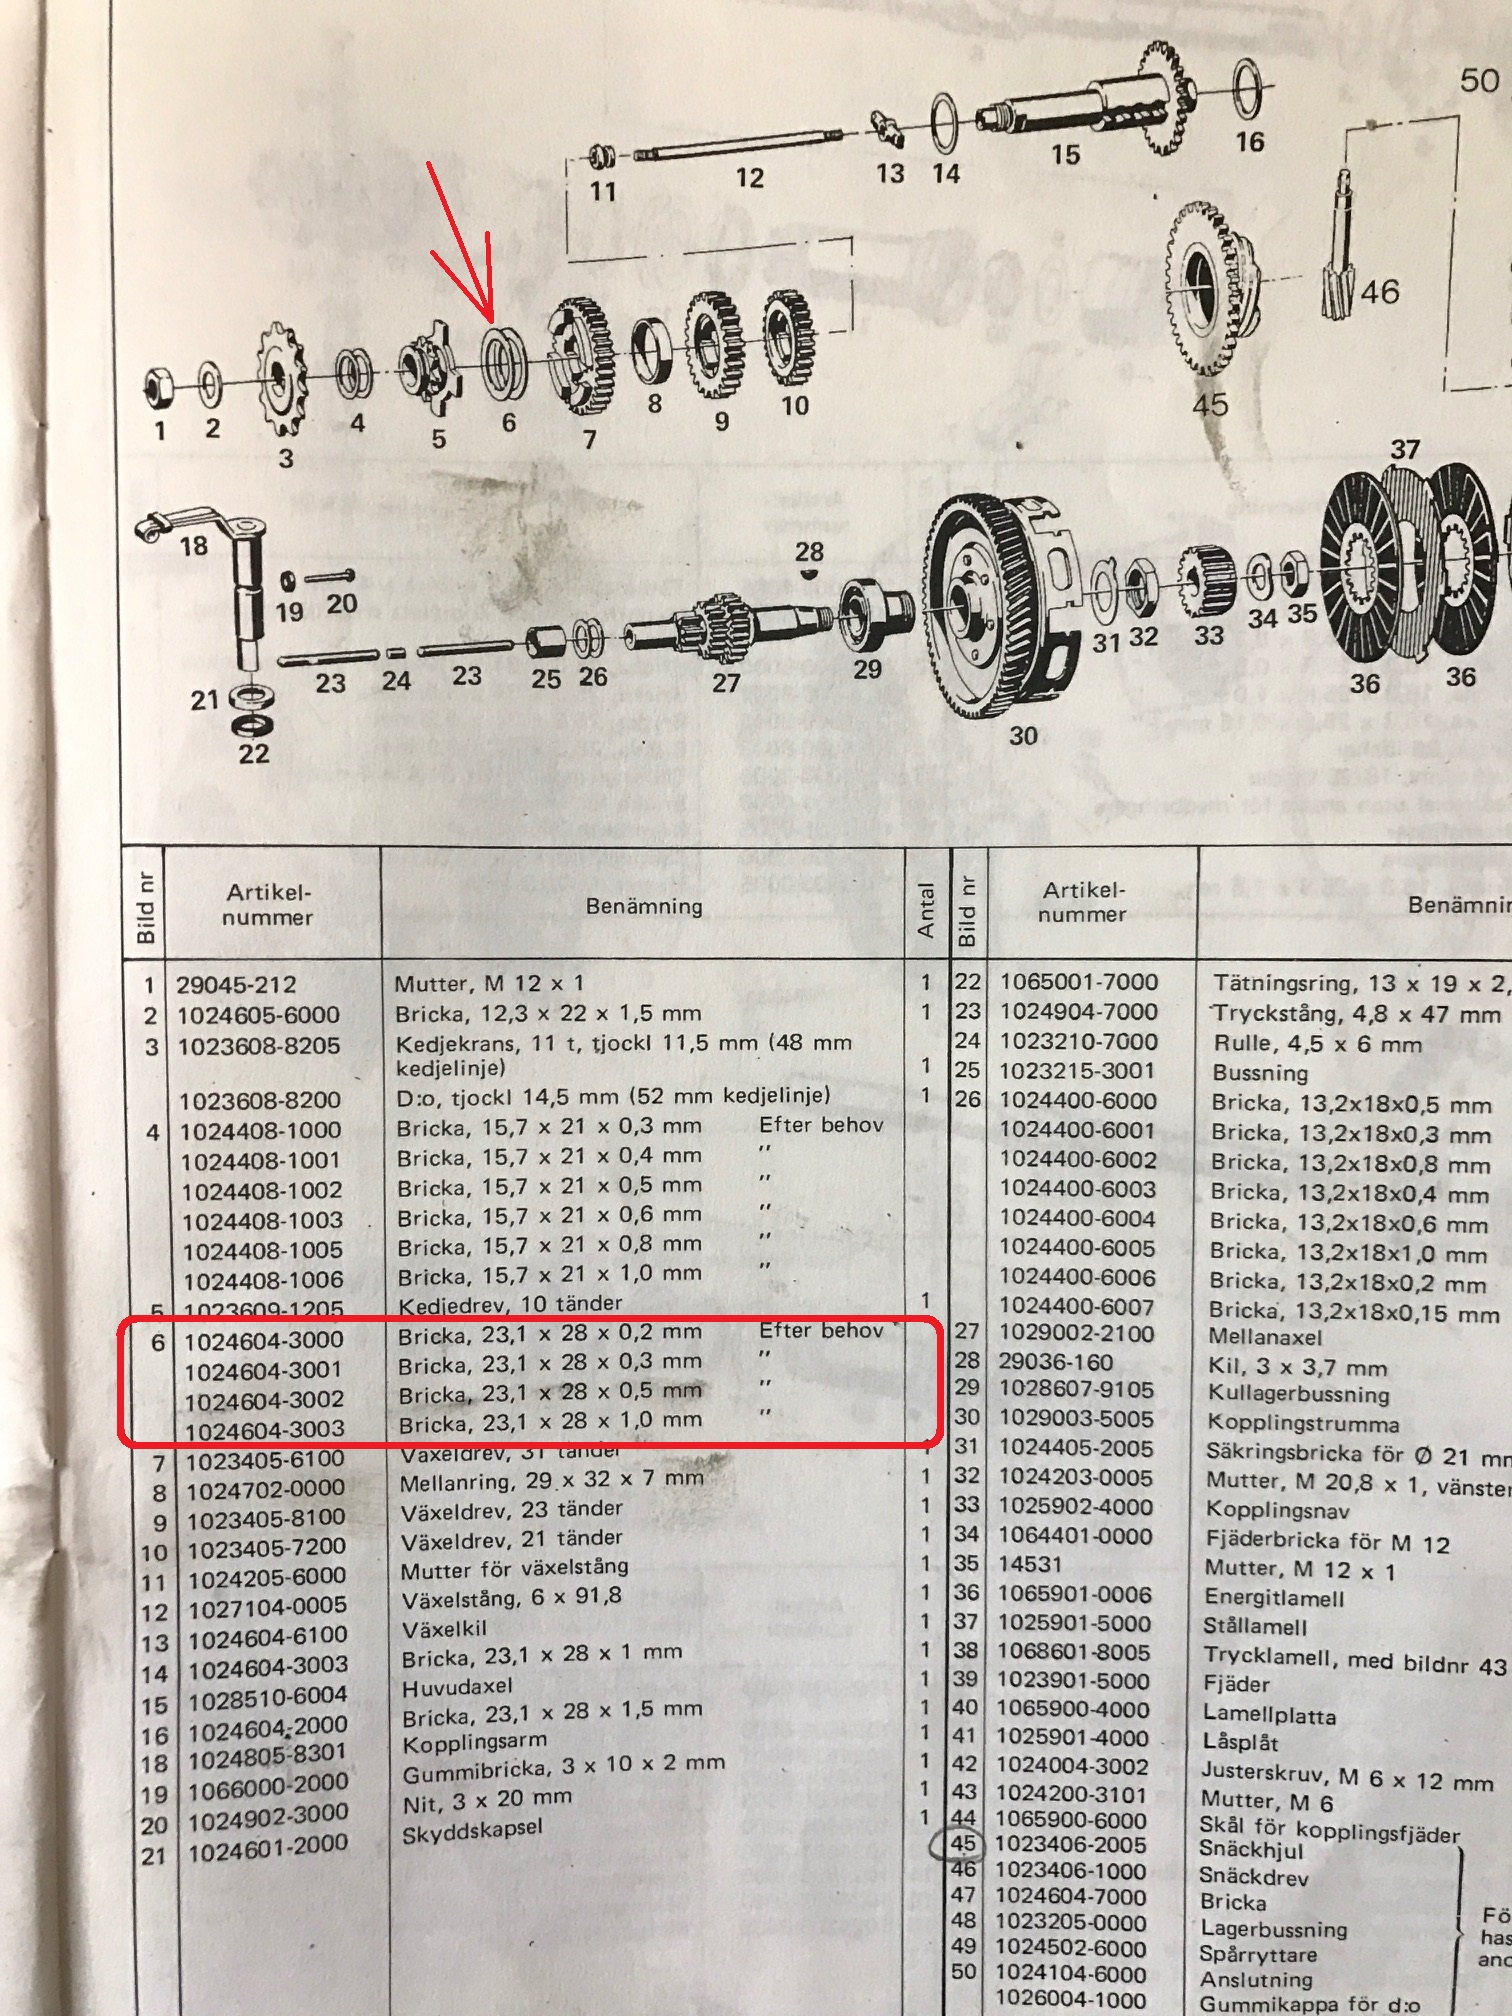 50
11
12
13
14
15
16
46
45
1
2
3
4
5
6
7
8
9
10
37
18
19
20
21
22
23
24
23
25
26
27
28
29
30
31
32
33
34
35
36
36
Bild nr
Artikel-
nummer
Benämning
Antal
1 29045-212 Mutter, M 12 x 1 1
2 1024605-6000 Bricka, 12,3 x 22 x 1,5 mm 1
3 1023608-8205 Kedjekrans, 11 t, tjockl 11,5 mm (48 mm
kedjelinje) 1
1023608-8200 D:o, tjockl 14,5 mm (52 mm kedjelinje) 1
4 1024408-1000 Bricka, 15,7 x 21 x 0,3 mm Efter behov
1024408-1001 Bricka, 15,7 x 21 x 0,4 mm ''
1024408-1002 Bricka, 15,7 x 21 x 0,5 mm ''
1024408-1003 Bricka, 15,7 x 21 x 0,6 mm ''
1024408-1005 Bricka, 15,7 x 21 x 0,8 mm ''
1024408-1006 Bricka, 15,7 x 21 x 1,0 mm ''
5 1023609-1205 Kedjedrev, 10 tänder 1
6 1024604-3000 Bricka, 23,1 x 28 x 0,2 mm Efter behov
1024604-3001 Bricka, 23,1 x 28 x 0,3 mm ''
1024604-3002 Bricka, 23,1 x 28 x 0,5 mm ''
1024604-3003 Bricka, 23,1 x 28 x 1,0 mm ''
7 1023405-6100 Växeldrev, 31 tänder 1
8 1024702-0000 Mellanring, 29 x 32 x 7 mm 1
9 1023405-8100 Växeldrev, 23 tänder 1
10 1023405-7200 Växeldrev, 21 tänder 1
11 1024205-6000 Mutter för växelstång 1
12 1027104-0005 Växelstång, 6 x 91,8 1
13 1024604-6100 Växelkil 1
14 1024604-3003 Bricka, 23,1 x 28 x 1 mm 1
15 1028510-6004 Huvudaxel 1
16 1024604-2000 Bricka, 23,1 x 28 x 1,5 mm 1
18 1024805-8301 Kopplingsarm 1
19 1066000-2000 Gummibricka, 3 x 10 x 2 mm 1
20 1024902-3000 Nit, 3 x 20 mm 1
21 1024601-2000 Skyddskapsel 1
Bild nr
Artikel-
nummer
22 1065001-7000 Tätningsring, 13 x 19 x 2,
23 1024904-7000 Tryckstång, 4,8 x 47 mm
24 1023210-7000 Rulle, 4,5 x 6 mm
25 1023215-3001 Bussning
26 1024400-6000 Bricka, 13,2x18x0,5 mm
1024400-6001 Bricka, 13,2x18x0,3 mm
1024400-6002 Bricka, 13,2x18x0,8 mm
1024400-6003 Bricka, 13,2x18x0,4 mm
1024400-6004 Bricka, 13,2x18x0,6 mm
1024400-6005 Bricka, 13,2x18x1,0 mm
1024400-6006 Bricka, 13,2x18x0,2 mm
1024400-6007 Bricka, 13,2x18x0,15 mm
27 1029002-2100 Mellanaxel
28 29036-160 Kil, 3 x 3,7 mm
29 1028607-9105 Kullagerbussning
30 1029003-5005 Kopplingstrumma
31 1024405-2005 Säkringsbricka för Ø 21
32 1024203-0005 Mutter, M 20,8 x 1,
33 1025902-4000 Kopplingsnav
34 1064401-0000 Fjäderbricka för M 12
35 14531 Mutter, M 12 x 1
36 1065901-0006 Energitlamell
37 1025901-5000 Stållamell
38 1068601-8005 Trycklamell, med bildnr 43
39 1023901-5000 Fjäder
40 1065900-4000 Lamellplatta
41 1025901-4000 Låsplåt
42 1024004-3002 Justerskruv, M 6 x 12 mm
43 1024200-3101 Mutter, M 6
44 1065900-6000 Skål för kopplingsfjäder
45 1023406-2005 Snäckhjul
46 1023406-1000 Snäckdrev
47 1024604-7000 Bricka
48 1023205-0000 Lagerbussning
49 1024502-6000 Spårryttare
50 1024104-6000 Anslutning
1026004-1000 Gummikappa för d:o